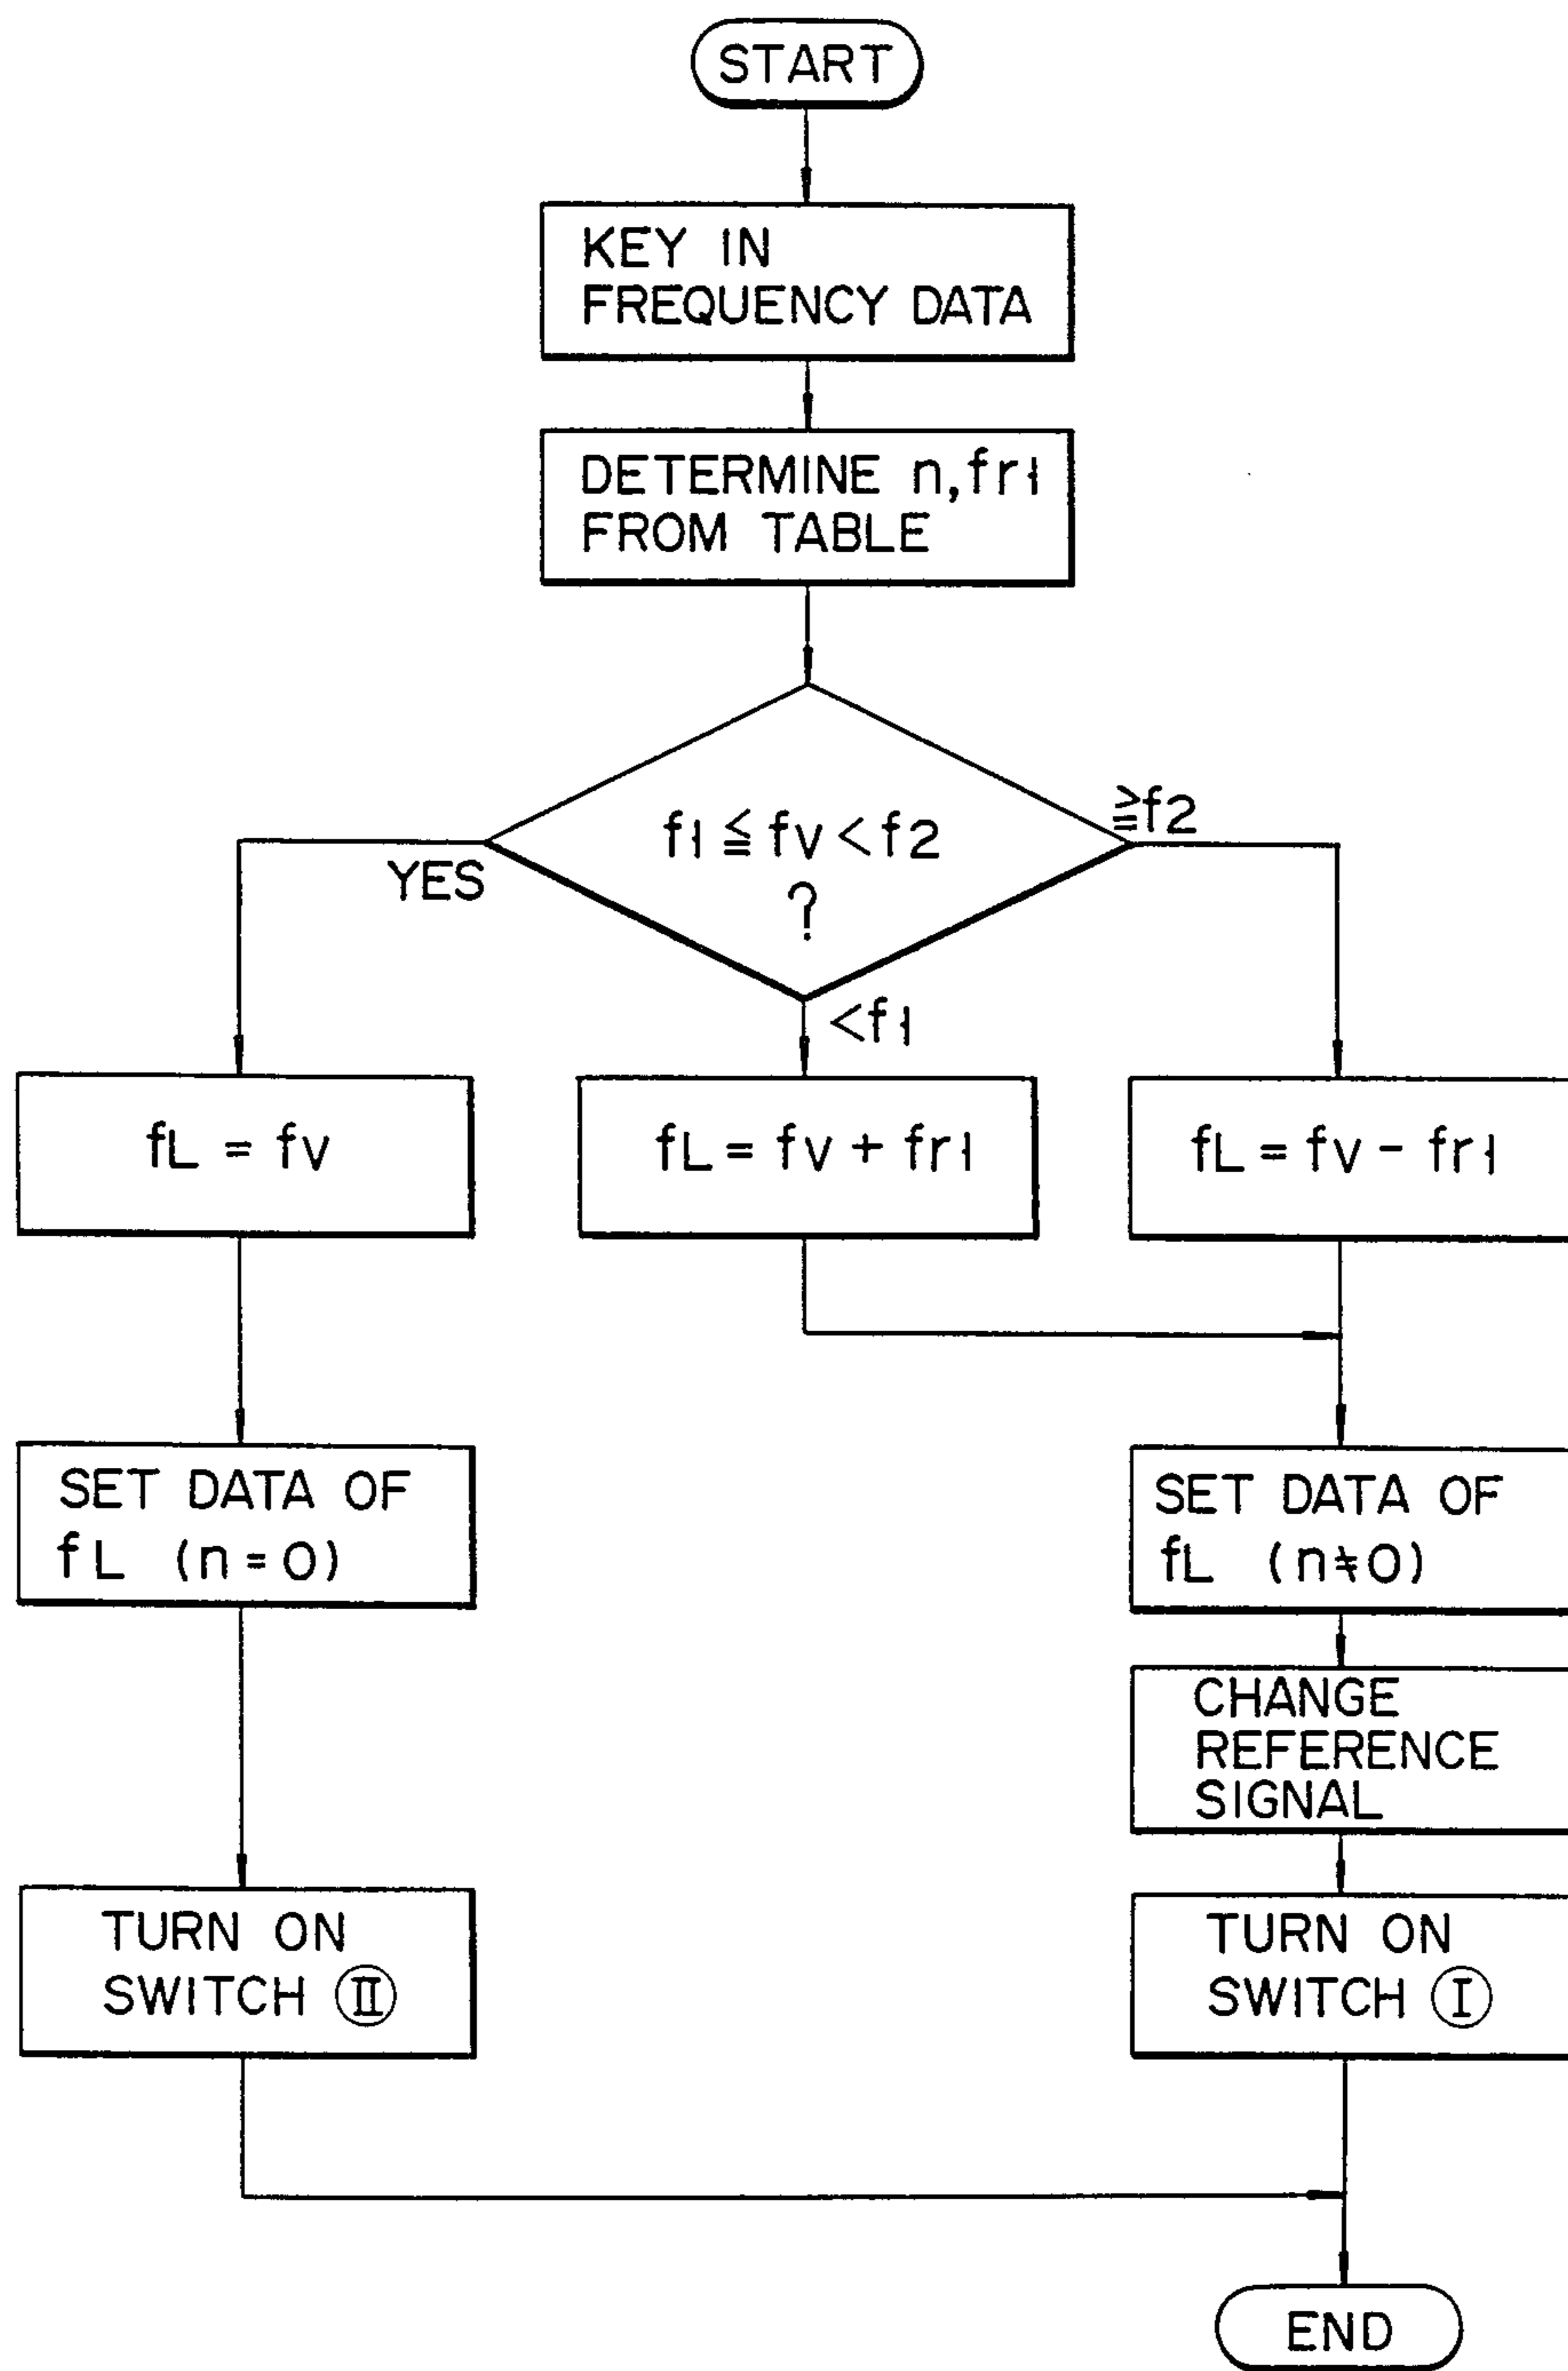 START
KEY IN
FREQUENCY DATA
DETERMINE n,fr1
FROM TABLE
f1 ≦ fv < f2
?
YES
≧f2
<f1
fL = fv
fL = fv + fr1
fL = fv - fr1
SET DATA OF
fL (n = 0)
SET DATA OF
fL (n ≠ 0)
CHANGE
REFERENCE
SIGNAL
TURN ON
SWITCH Ⓘ Ⓘ
TURN ON
SWITCH Ⓘ
END